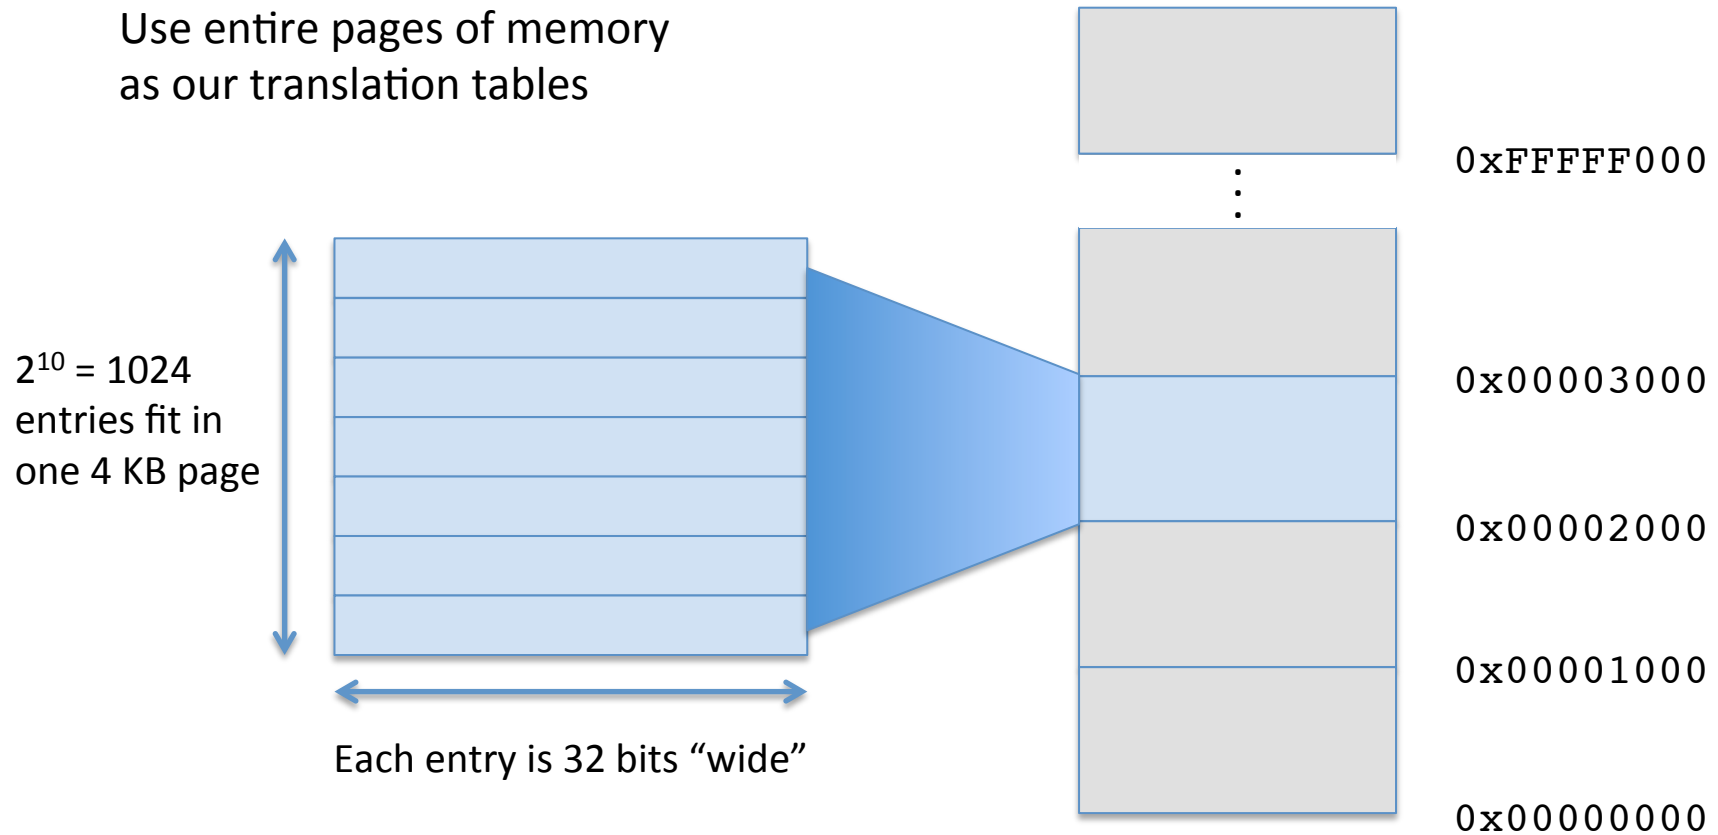 Use entire pages of memory
as our translation tables
0xFFFFF000
2¹⁰ = 1024
entries fit in
one 4 KB page
0x00003000
0x00002000
0x00001000
Each entry is 32 bits “wide”
0x00000000